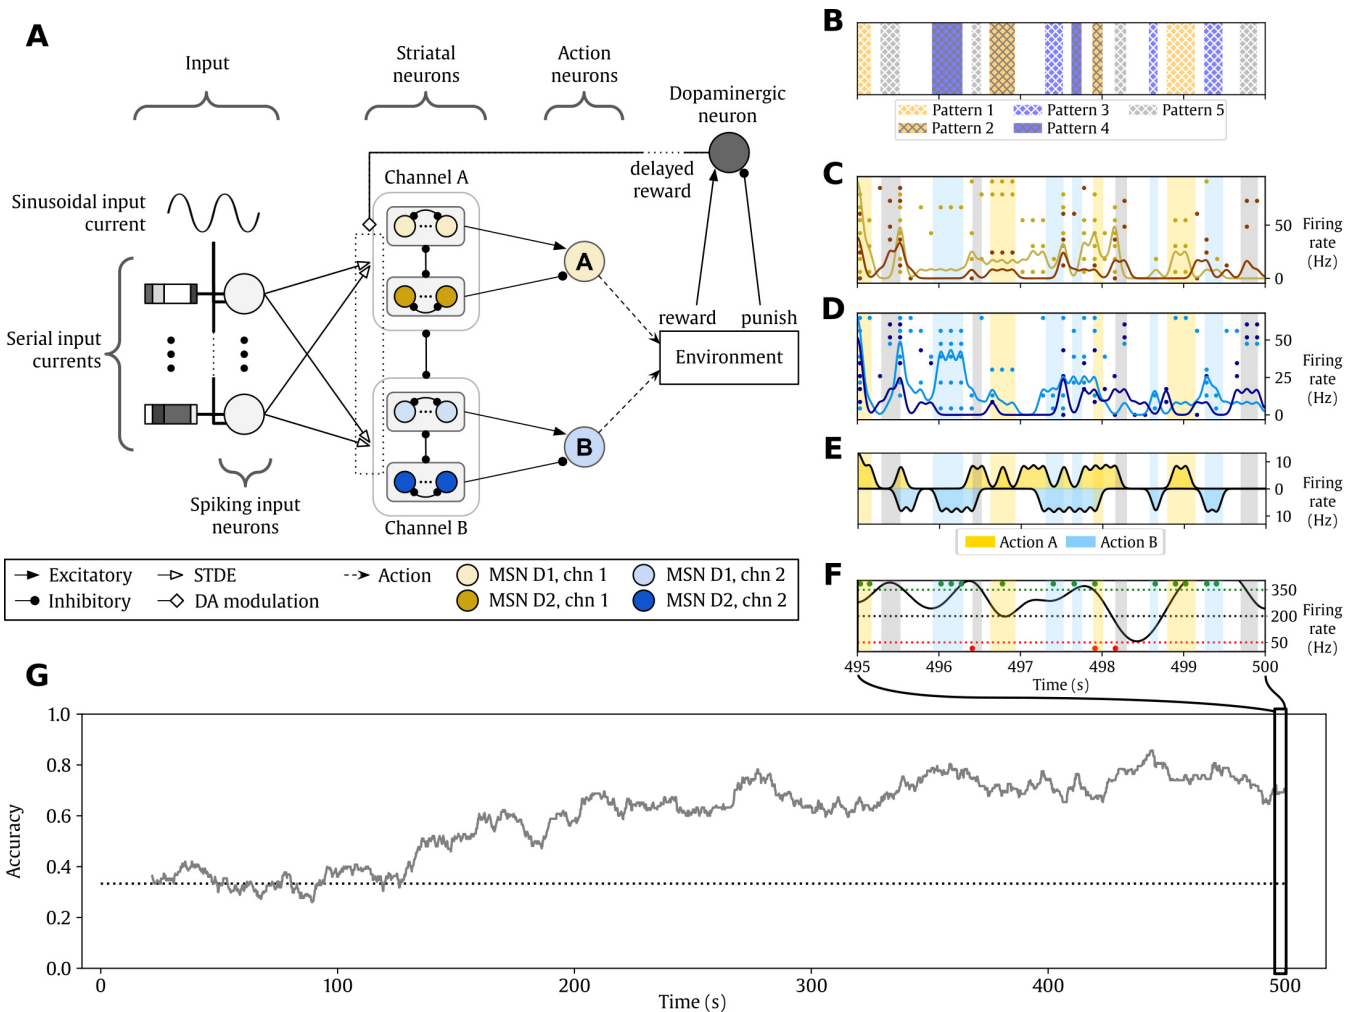 A
Input
Striatal
neurons
Action
neurons
Dopaminergic
neuron
delayed
reward
Channel A
Sinusoidal input
current
Serial input
currents
A
B
reward
punish
Environment
Channel B
Spiking input
neurons
Excitatory
STDE
Action
MSN D1, chn 1
MSN D1, chn 2
Inhibitory
DA modulation
MSN D2, chn 1
MSN D2, chn 2
B
Pattern 1
Pattern 3
Pattern 5
Pattern 2
Pattern 4
C
50
0
Firing
rate
(Hz)
D
50
25
0
Firing
rate
(Hz)
E
10
0
10
Firing
rate
(Hz)
Action A
Action B
F
350
200
50
Firing
rate
(Hz)
495
496
497
498
499
500
Time (s)
G
1.0
0.8
0.6
0.4
0.2
0.0
Accuracy
0
100
200
300
400
500
Time (s)